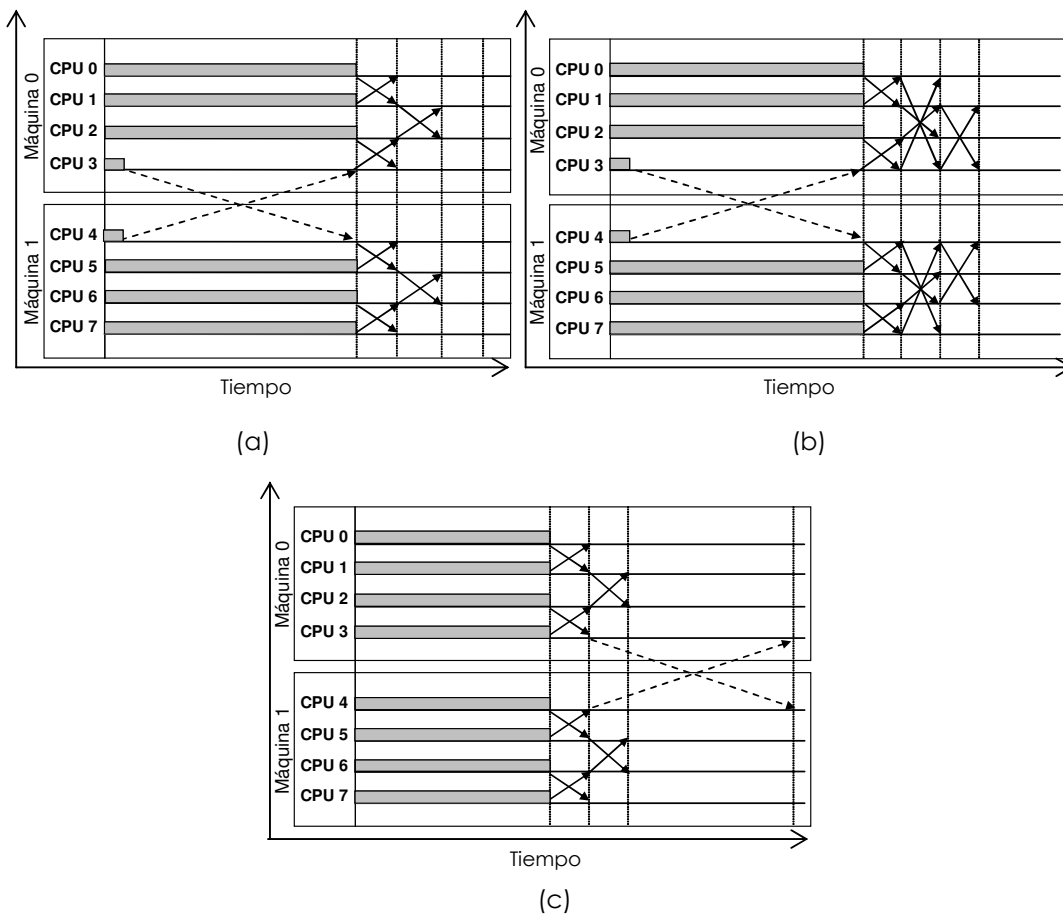 Máquina 0
CPU 0
CPU 1
CPU 2
CPU 3
Máquina 1
CPU 4
CPU 5
CPU 6
CPU 7
Tiempo
(a)
Máquina 0
CPU 0
CPU 1
CPU 2
CPU 3
Máquina 1
CPU 4
CPU 5
CPU 6
CPU 7
Tiempo
(b)
Máquina 0
CPU 0
CPU 1
CPU 2
CPU 3
Máquina 1
CPU 4
CPU 5
CPU 6
CPU 7
Tiempo
(c)